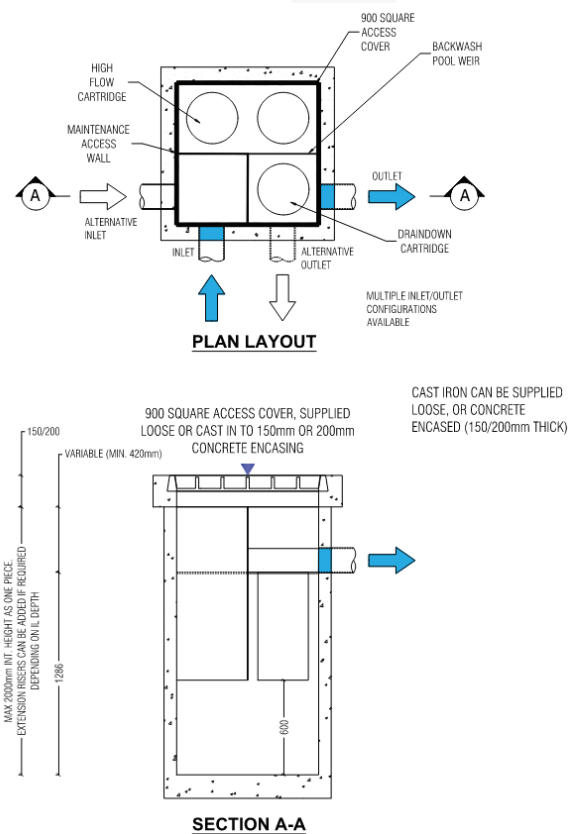 900 SQUARE
ACCESS
COVER
BACKWASH
POOL WEIR
HIGH
FLOW
CARTRIDGE
MAINTENANCE
ACCESS
WALL
A
ALTERNATIVE
INLET
OUTLET
A
INLET
ALTERNATIVE
OUTLET
DRAINDOWN
CARTRIDGE
MULTIPLE INLET/OUTLET
CONFIGURATIONS
AVAILABLE
PLAN LAYOUT
CAST IRON CAN BE SUPPLIED
LOOSE, OR CONCRETE
ENCASED (150/200mm THICK)
900 SQUARE ACCESS COVER, SUPPLIED
LOOSE OR CAST IN TO 150mm OR 200mm
CONCRETE ENCASING
150/200
VARIABLE (MIN. 420mm)
MAX 2000mm INT. HEIGHT AS ONE PIECE.
EXTENSION RISERS CAN BE ADDED IF REQUIRED
DEPENDING ON IL DEPTH
1286
600
SECTION A-A